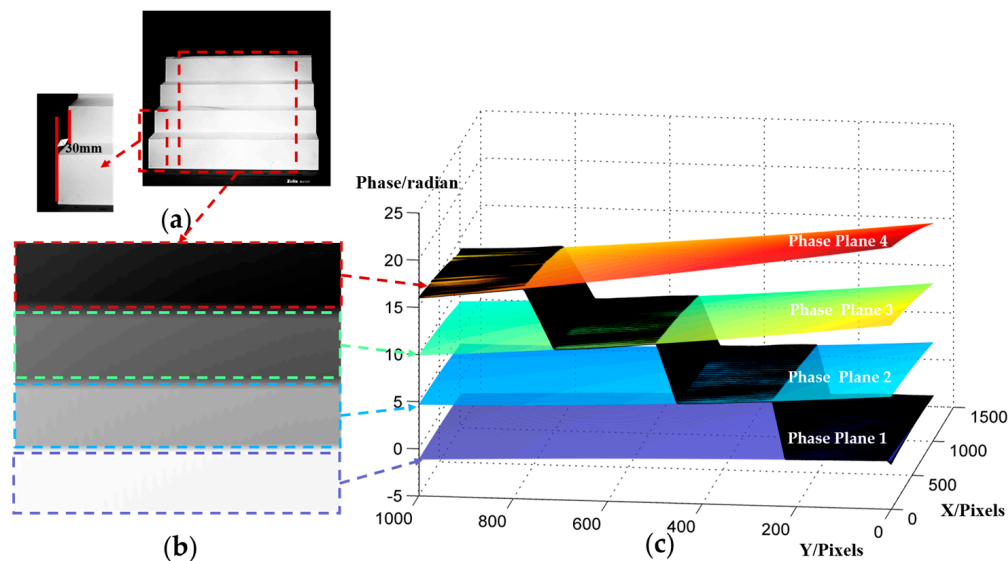 30mm
Zolix
(a)
Phase/radian
25
20
15
10
5
0
-5
Phase Plane 4
Phase Plane 3
Phase Plane 2
Phase Plane 1
1000
800
600
400
200
0
0
500
1000
1500
X/Pixels
Y/Pixels
(b)
(c)